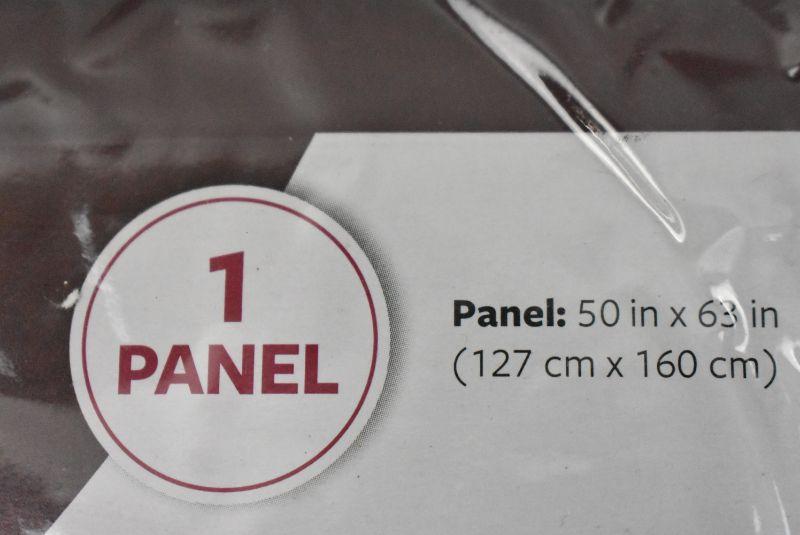 1
PANEL
Panel: 50 in x 63 in
(127 cm x 160 cm)